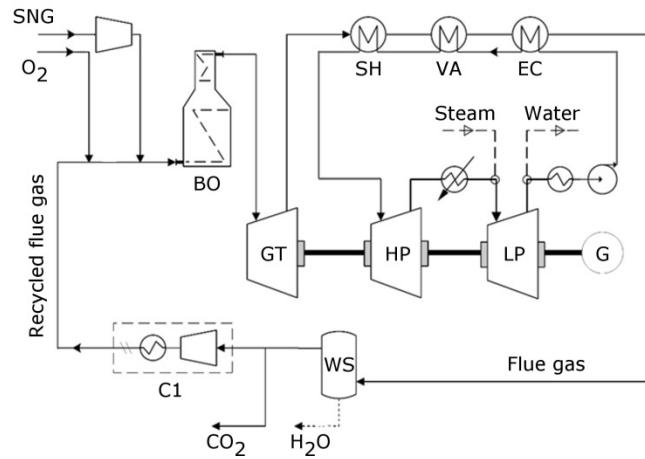 SNG
O2
SH
VA
EC
Steam
Water
BO
GT
HP
LP
G
Recycled flue gas
C1
WS
Flue gas
CO2
H2O